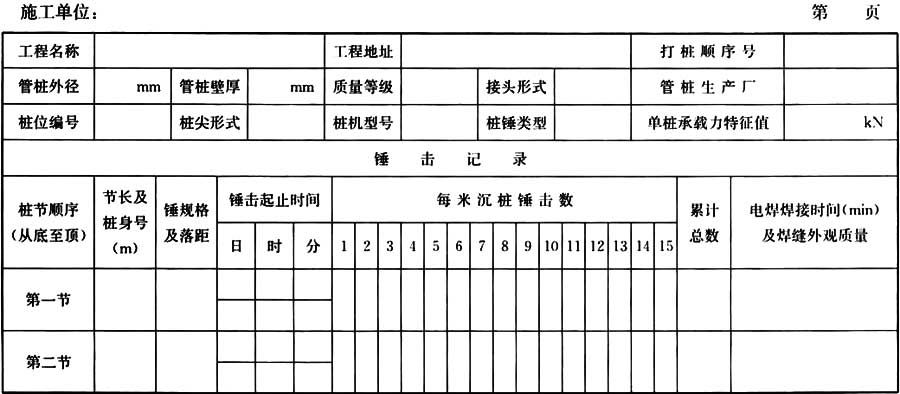 施工单位： 第 页
工程名称 工程地址 打桩顺序号
管桩外径 mm 管桩壁厚 mm 质量等级 接头形式 管桩生产厂
桩位编号 桩尖形式 桩机型号 桩锤类型 单桩承载力特征值 kN
锤击记录
桩节顺序
(从底至顶)
节长及
桩身号
(m)
锤规格
及落距
锤击起止时间
日 时 分
每米沉桩锤击数
1 2 3 4 5 6 7 8 9 10 11 12 13 14 15
累计
总数
电焊焊接时间(min)
及焊缝外观质量
第一节
第二节